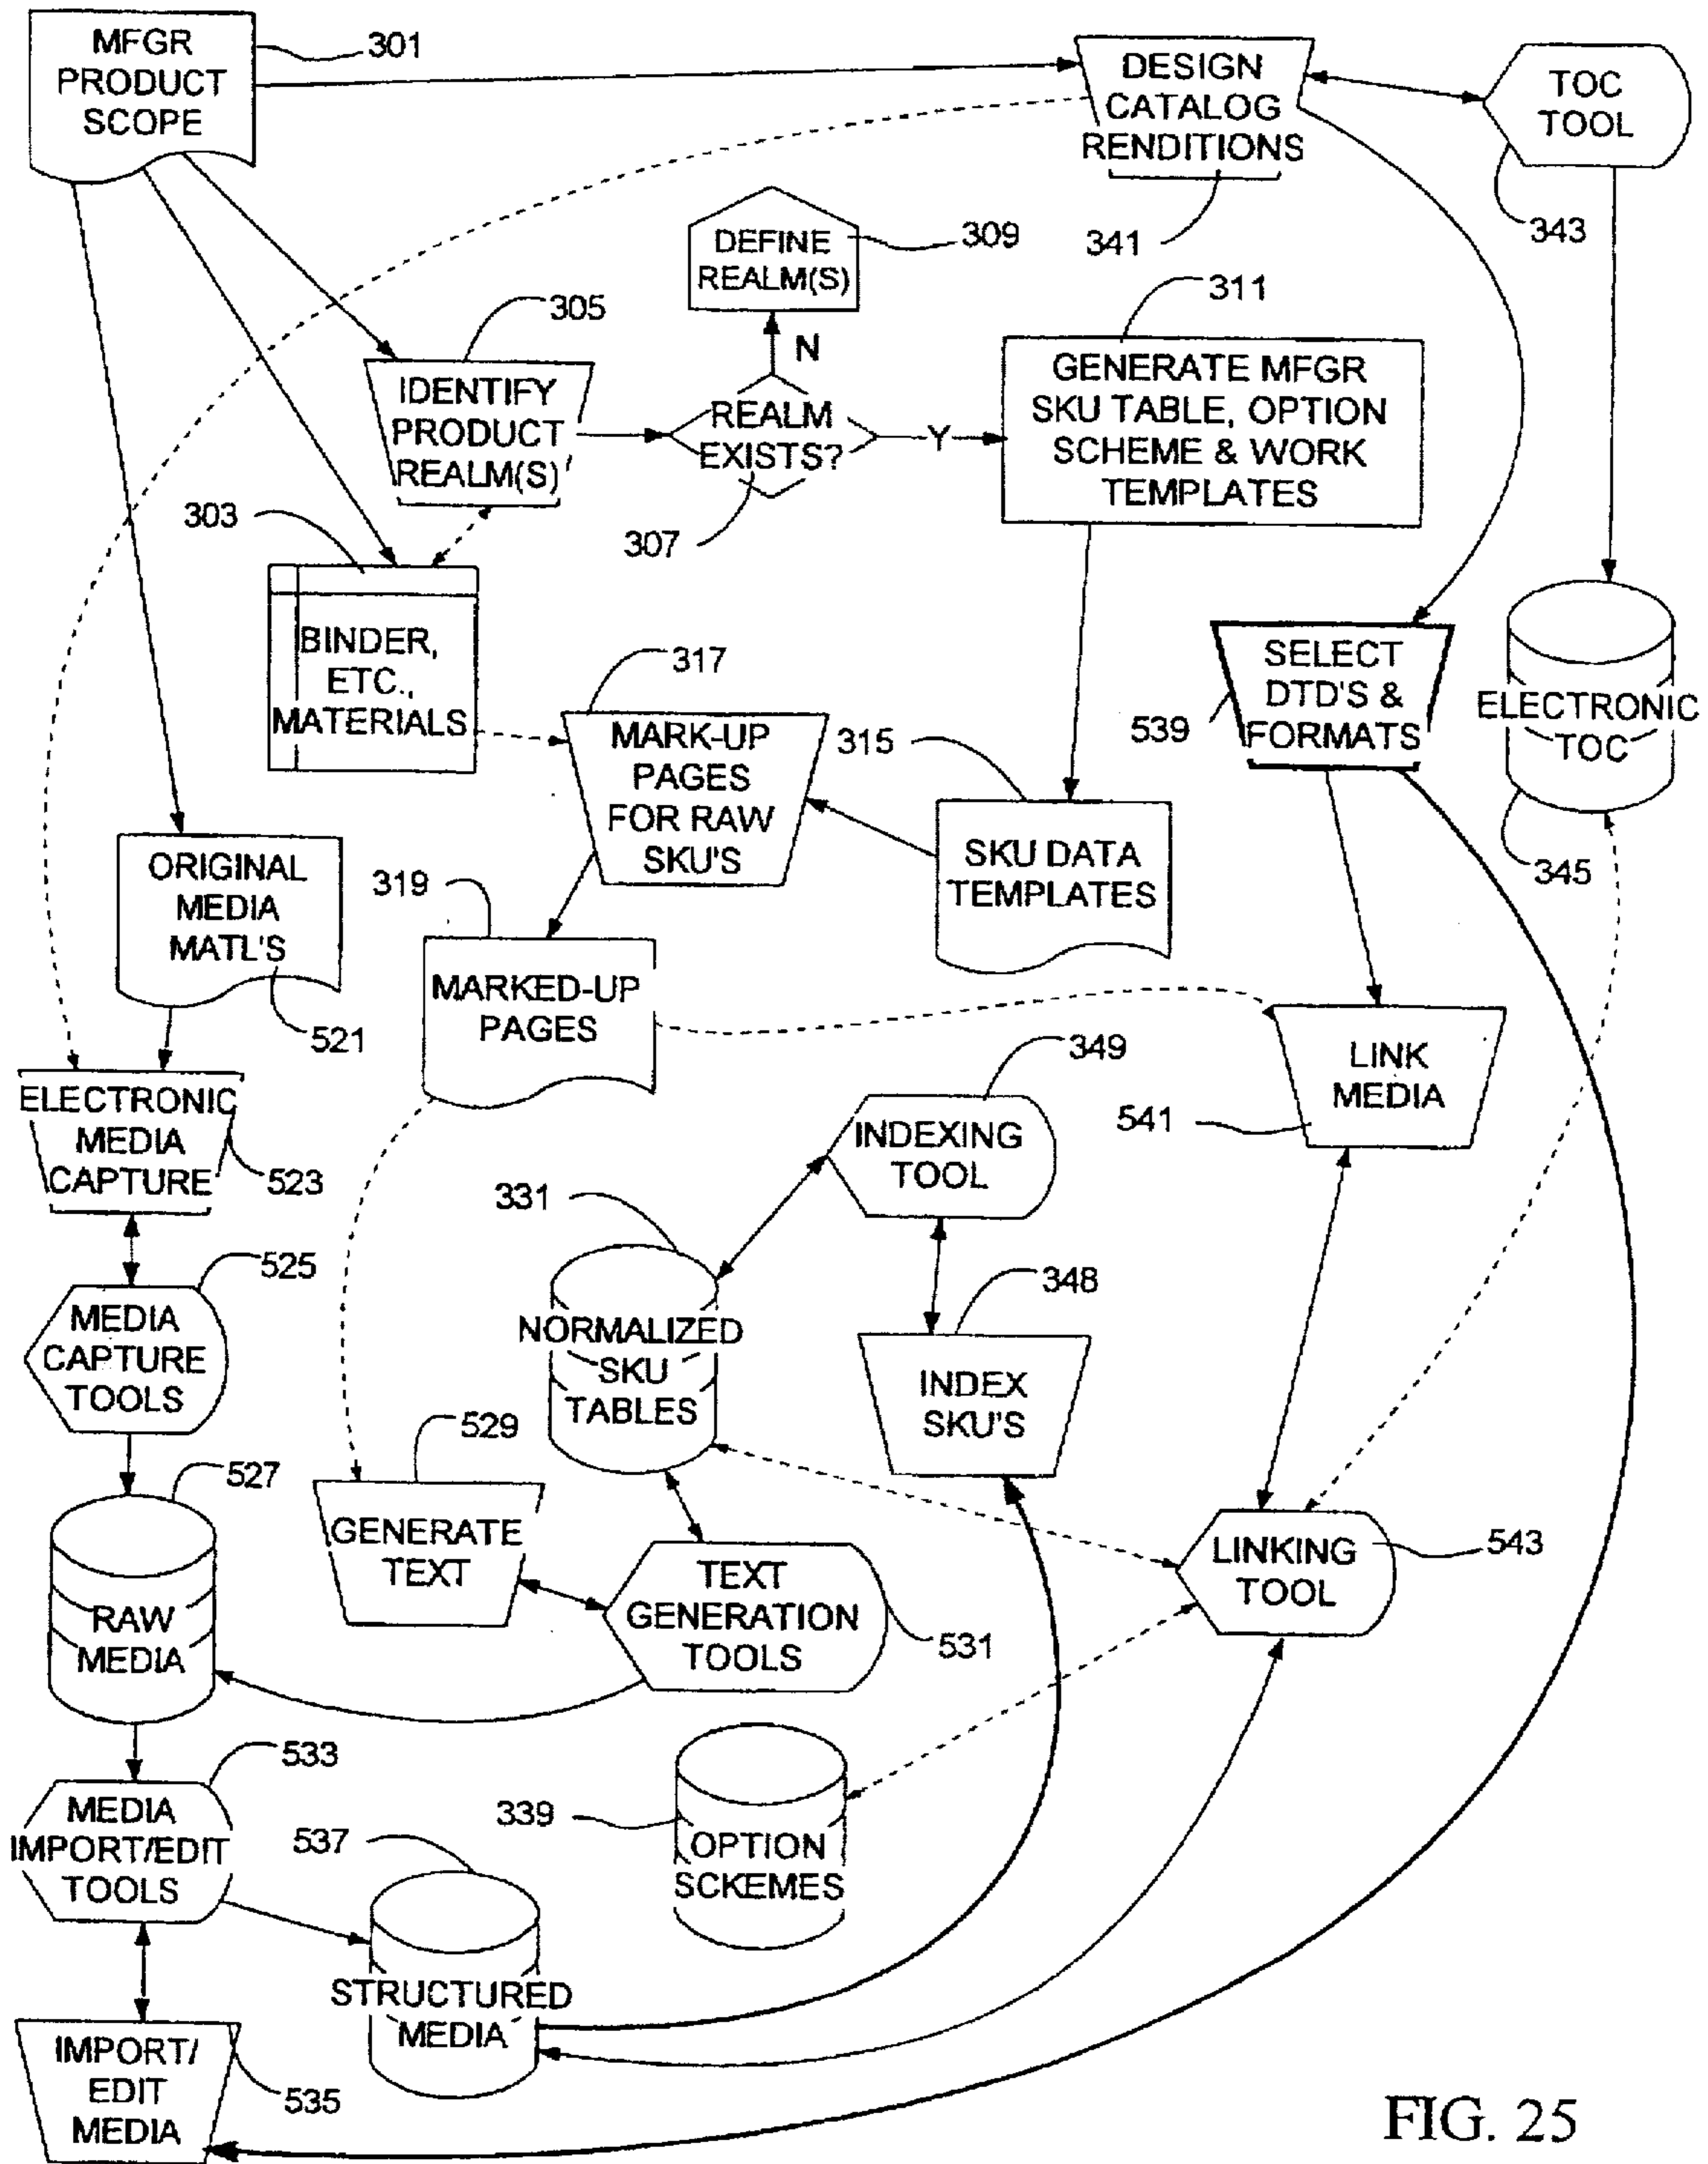 MFGR
PRODUCT
SCOPE
301
DESIGN
CATALOG
RENDITIONS
341
TOC
TOOL
343
DEFINE
REALM(S)
309
305
IDENTIFY
PRODUCT
REALM(S)
N
REALM
EXISTS?
307
Y
311
GENERATE MFGR
SKU TABLE, OPTION
SCHEME & WORK
TEMPLATES
303
BINDER,
ETC.,
MATERIALS
317
MARK-UP
PAGES
FOR RAW
SKU'S
315
SKU DATA
TEMPLATES
SELECT
DTD'S &
FORMATS
539
ELECTRONIC
TOC
345
ORIGINAL
MEDIA
MATL'S
521
319
MARKED-UP
PAGES
ELECTRONIC
MEDIA
CAPTURE
523
349
INDEXING
TOOL
LINK
MEDIA
541
331
NORMALIZED
SKU
TABLES
348
INDEX
SKU'S
525
MEDIA
CAPTURE
TOOLS
529
GENERATE
TEXT
527
RAW
MEDIA
TEXT
GENERATION
TOOLS
531
LINKING
TOOL
543
533
MEDIA
IMPORT/EDIT
TOOLS
339
OPTION
SCKEMES
537
STRUCTURED
MEDIA
IMPORT/
EDIT
MEDIA
535
FIG. 25